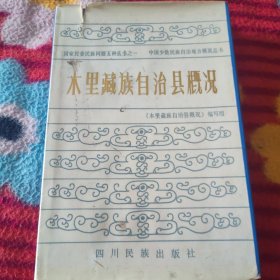 国家民委民族问题五种丛书之一 中国少数民族自治地方概况丛书
木里藏族自治县概况
《木里藏族自治县概况》编写组
四川民族出版社